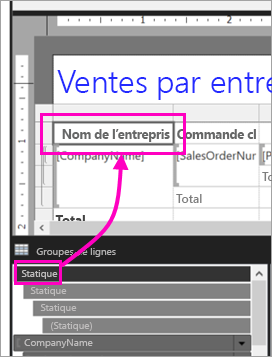 1
2
Ventes par entre
Nom de l'entrepris Commande cl
[CompanyName] [SalesOrderNur [P
To
Total
Total
Groupes de lignes
Statique
Statique
Statique
(Statique)
CompanyName